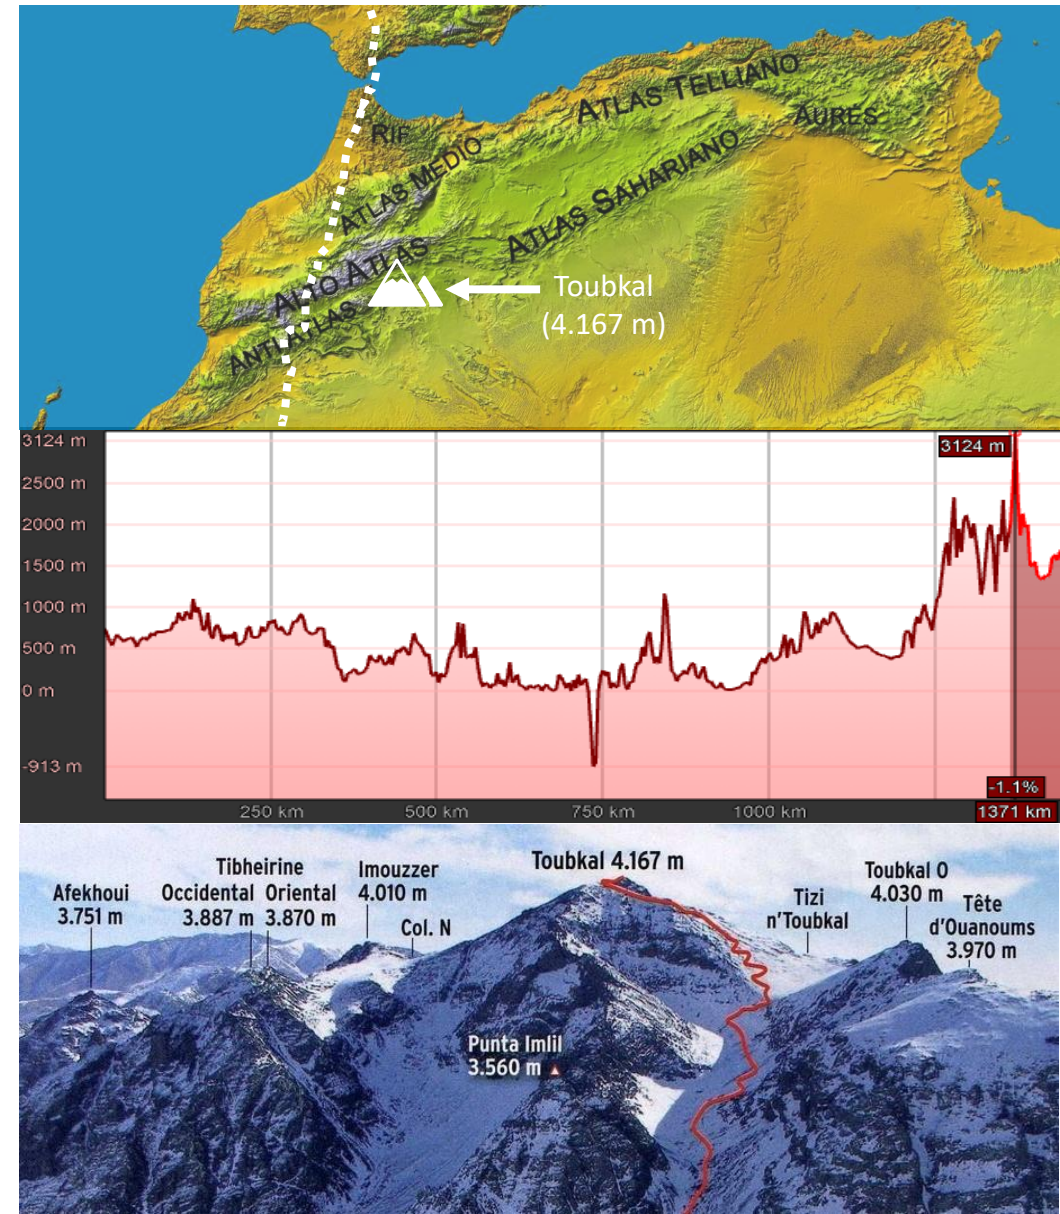 ATLAS TELLIANO
AURES
RIF
ATLAS MEDIO
ATLAS SAHARIANO
ALTO ATLAS
ANTI ATLAS
Toubkal
(4.167 m)
3124 m
2500 m
2000 m
1500 m
1000 m
500 m
0 m
-913 m
3124 m
-1.1%
250 km
500 km
750 km
1000 km
1371 km
Afekhoui
3.751 m
Tibheirine
Occidental Oriental
3.887 m 3.870 m
Imouzzer
4.010 m
Col. N
Toubkal 4.167 m
Tizi
n'Toubkal
Toubkal O
4.030 m
Tête
d'Ouanoums
3.970 m
Punta Imlil
3.560 m